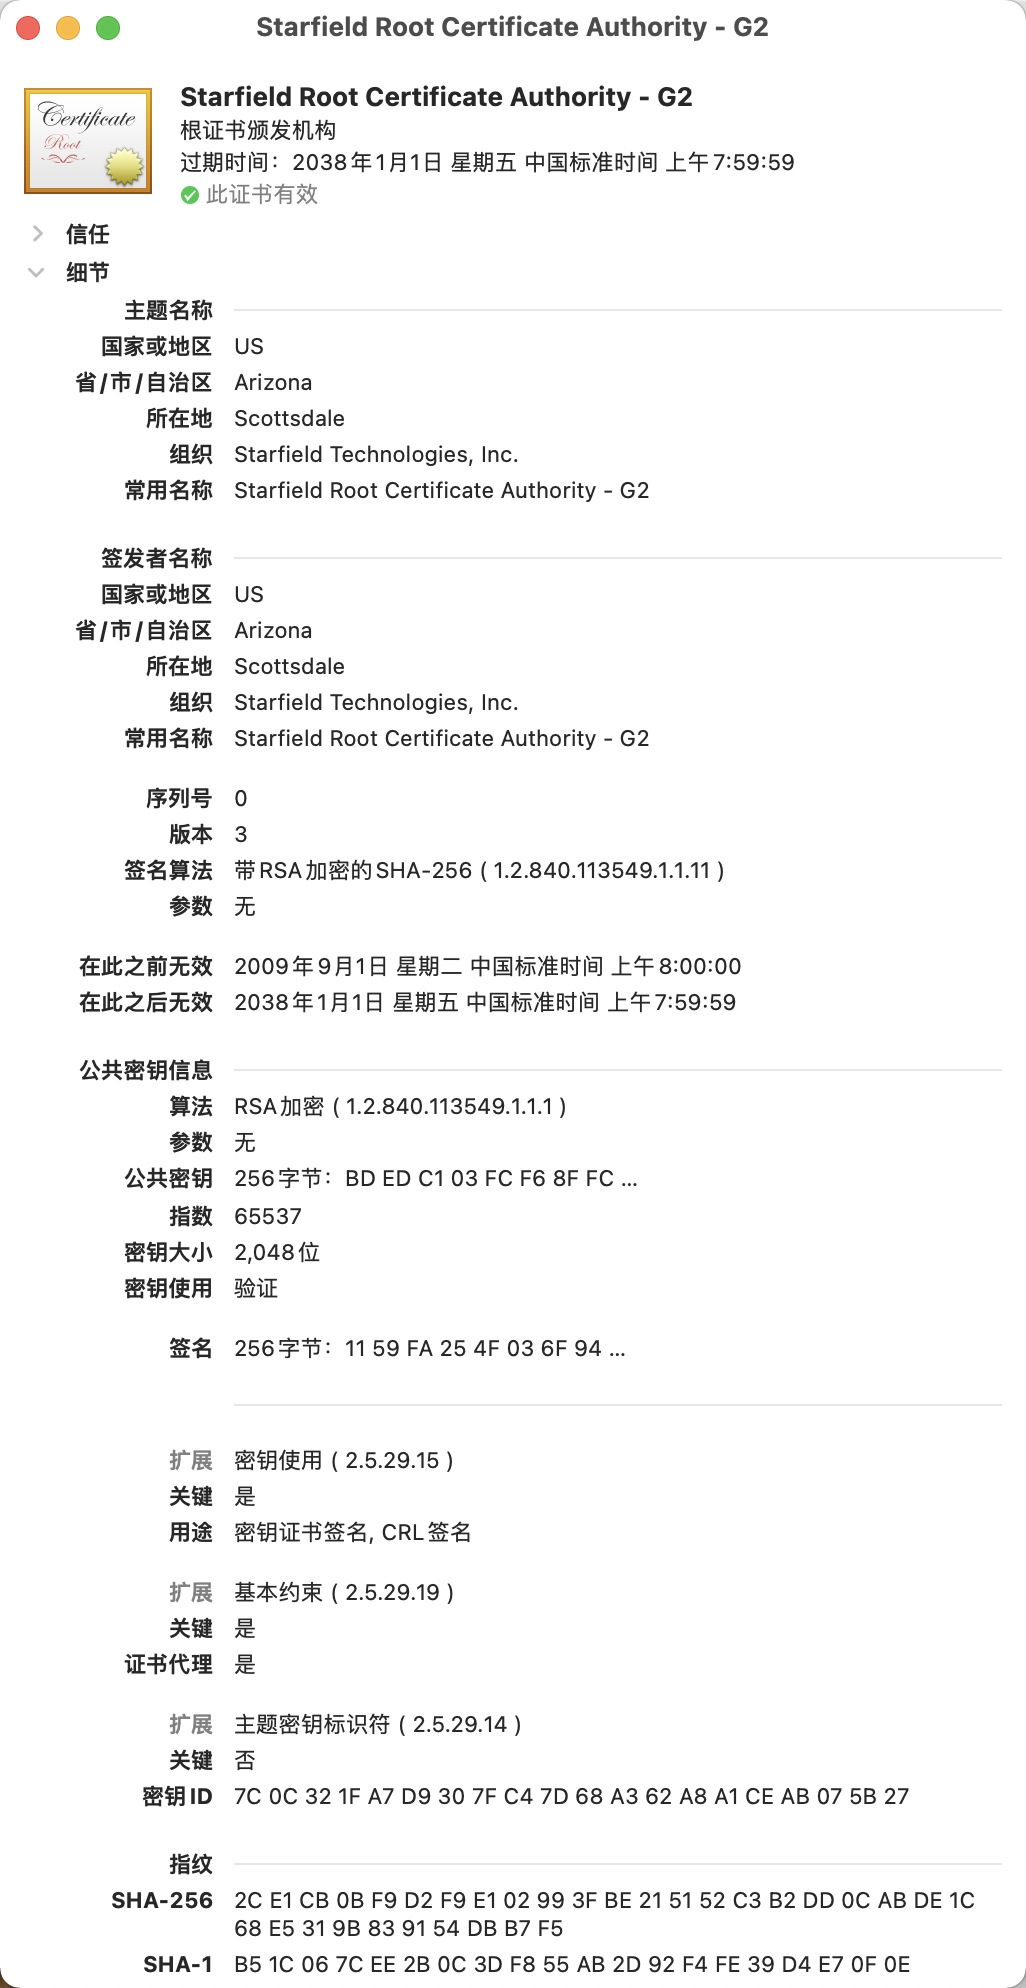 Starfield Root Certificate Authority - G2
Certificate
Root
Starfield Root Certificate Authority - G2
根证书颁发机构
过期时间：2038年1月1日 星期五 中国标准时间 上午7:59:59
此证书有效
信任
细节
主题名称
国家或地区 US
省/市/自治区 Arizona
所在地 Scottsdale
组织 Starfield Technologies, Inc.
常用名称 Starfield Root Certificate Authority - G2
签发者名称
国家或地区 US
省/市/自治区 Arizona
所在地 Scottsdale
组织 Starfield Technologies, Inc.
常用名称 Starfield Root Certificate Authority - G2
序列号 0
版本 3
签名算法 带RSA加密的SHA-256 ( 1.2.840.113549.1.1.11 )
参数 无
在此之前无效 2009年9月1日 星期二 中国标准时间 上午8:00:00
在此之后无效 2038年1月1日 星期五 中国标准时间 上午7:59:59
公共密钥信息
算法 RSA加密 ( 1.2.840.113549.1.1.1 )
参数 无
公共密钥 256字节：BD ED C1 03 FC F6 8F FC ...
指数 65537
密钥大小 2,048位
密钥使用 验证
签名 256字节：11 59 FA 25 4F 03 6F 94 ...
扩展 密钥使用 ( 2.5.29.15 )
关键 是
用途 密钥证书签名, CRL签名
扩展 基本约束 ( 2.5.29.19 )
关键 是
证书代理 是
扩展 主题密钥标识符 ( 2.5.29.14 )
关键 否
密钥ID 7C 0C 32 1F A7 D9 30 7F C4 7D 68 A3 62 A8 A1 CE AB 07 5B 27
指纹
SHA-256 2C E1 CB 0B F9 D2 F9 E1 02 99 3F BE 21 51 52 C3 B2 DD 0C AB DE 1C
68 E5 31 9B 83 91 54 DB B7 F5
SHA-1 B5 1C 06 7C EE 2B 0C 3D F8 55 AB 2D 92 F4 FE 39 D4 E7 0F 0E